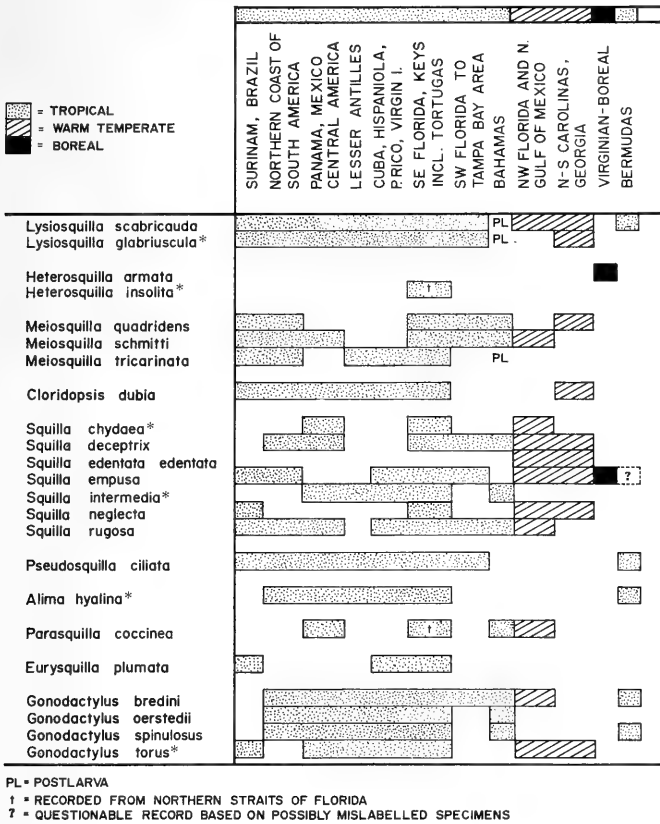 = TROPICAL
= WARM TEMPERATE
= BOREAL
SURINAM, BRAZIL
NORTHERN COAST OF
SOUTH AMERICA
PANAMA, MEXICO
CENTRAL AMERICA
LESSER ANTILLES
CUBA, HISPANIOLA,
P.RICO, VIRGIN I.
SE FLORIDA, KEYS
INCL. TORTUGAS
SW FLORIDA TO
TAMPA BAY AREA
BAHAMAS
NW FLORIDA AND N.
GULF OF MEXICO
N-S CAROLINAS,
GEORGIA
VIRGINIAN-BOREAL
BERMUDAS
Lysiosquilla scabricauda PL
Lysiosquilla glabriuscula* PL .
Heterosquilla armata
Heterosquillia insolita* †
Meiosquilla quadridens
Meiosquilla schmitti
Meiosquilla tricarinata PL
Cloridopsis dubia
Squilla chydaea*
Squilla deceptrix
Squilla edentata edentata
Squilla empusa ?
Squilla intermedia*
Squilla neglecta
Squilla rugosa
Pseudosquilla ciliata
Alima hyalina*
Parasquilla coccinea †
Eurysquilla plumata
Gonodactylus bredini
Gonodactylus oerstedii
Gonodactylus spinulosus
Gonodactylus torus*
PL = POSTLARVA
† = RECORDED FROM NORTHERN STRAITS OF FLORIDA
? = QUESTIONABLE RECORD BASED ON POSSIBLY MISLABELLED SPECIMENS